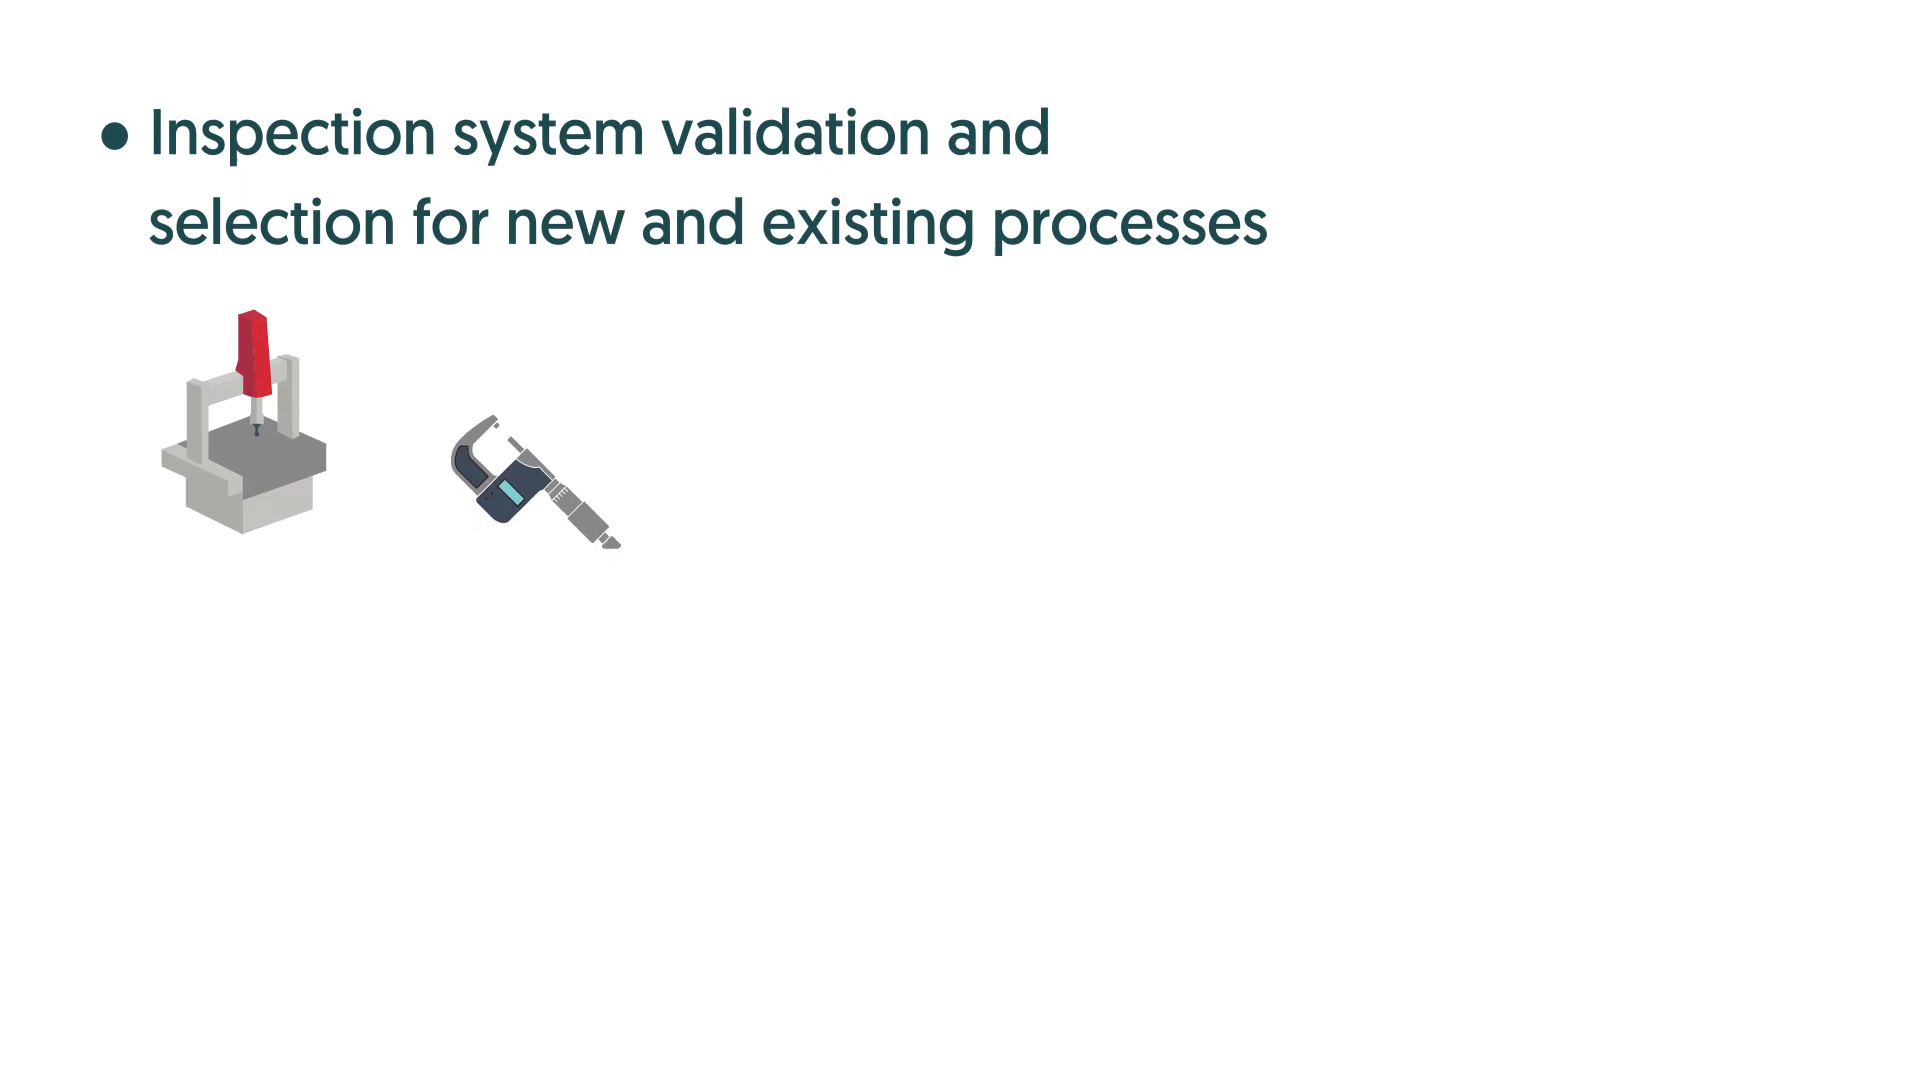 ● Inspection system validation and
selection for new and existing processes